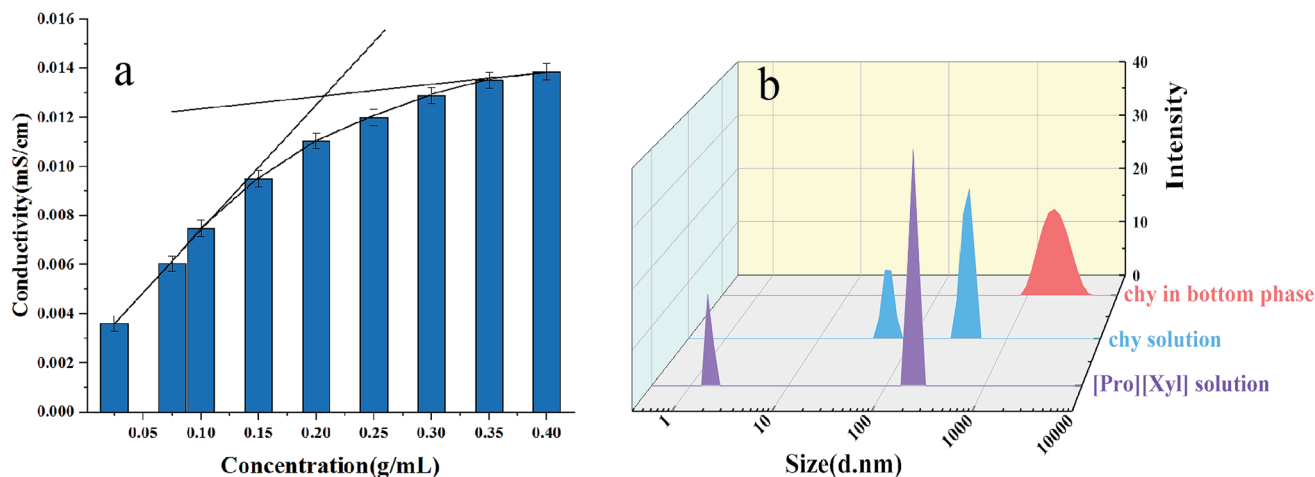 a
Conductivity(mS/cm)
0.016
0.014
0.012
0.010
0.008
0.006
0.004
0.002
0.000
0.05 0.10 0.15 0.20 0.25 0.30 0.35 0.40
Concentration(g/mL)
b
40
30
20
10
0
Intensity
chy in bottom phase
chy solution
[Pro][Xyl] solution
1 10 100 1000 10000
Size(d.nm)